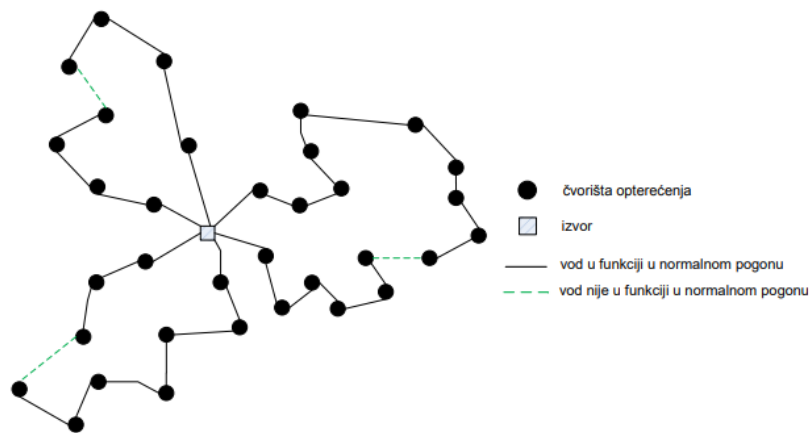 čvorišta opterećenja
izvor
vod u funkciji u normalnom pogonu
vod nije u funkciji u normalnom pogonu